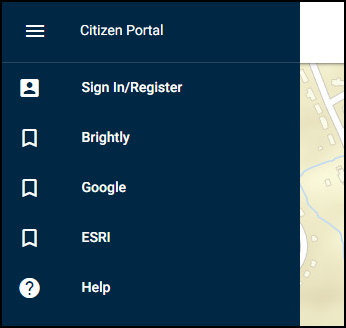 Citizen Portal
Sign In/Register
Brightly
Google
ESRI
Help